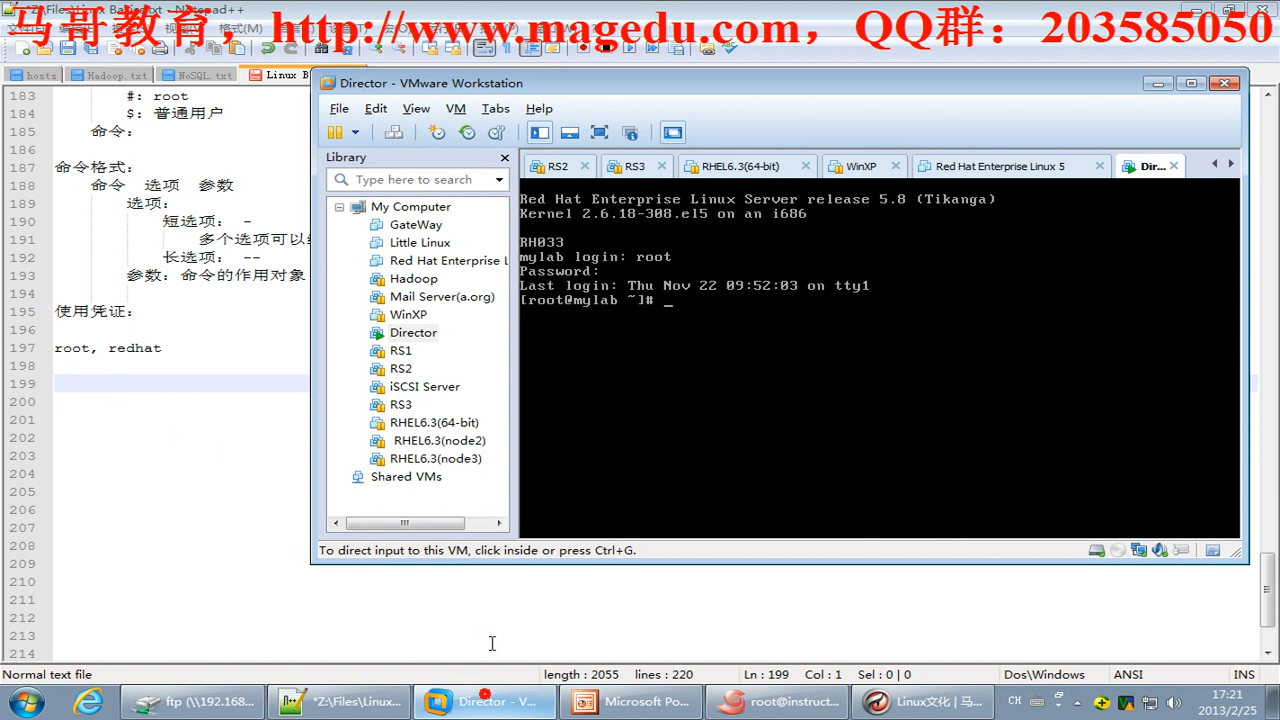 *Z:\Files\Linux Basics.txt - Notepad++
马哥教育，http://www.magedu.com，QQ群：203585050
hosts
Hadoop.txt
NoSQL.txt
Linux B
183 #: root
184 $: 普通用户
185 命令:
186
187 命令格式:
188 命令 选项 参数
189 选项:
190 短选项: -
191 多个选项可以
192 长选项: --
193 参数: 命令的作用对象
194
195 使用凭证:
196
197 root, redhat
198
199
200
201
202
203
204
205
206
207
208
209
210
211
212
213
214
Director - VMware Workstation
File Edit View VM Tabs Help
Library
Type here to search
My Computer
GateWay
Little Linux
Red Hat Enterprise L
Hadoop
Mail Server(a.org)
WinXP
Director
RS1
RS2
iSCSI Server
RS3
RHEL6.3(64-bit)
RHEL6.3(node2)
RHEL6.3(node3)
Shared VMs
RS2 RS3 RHEL6.3(64-bit) WinXP Red Hat Enterprise Linux 5 Dir...
Red Hat Enterprise Linux Server release 5.8 (Tikanga)
Kernel 2.6.18-308.el5 on an i686
RH033
mylab login: root
Password:
Last login: Thu Nov 22 09:52:03 on tty1
[root@mylab ~]# _
To direct input to this VM, click inside or press Ctrl+G.
Normal text file length : 2055 lines : 220 Ln : 199 Col : 1 Sel : 0 | 0 Dos\Windows ANSI INS
ftp (\\192.168...
*Z:\Files\Linux...
Director - V...
Microsoft Po...
root@instruct...
Linux文化 | 马...
CH
17:21
2013/2/25